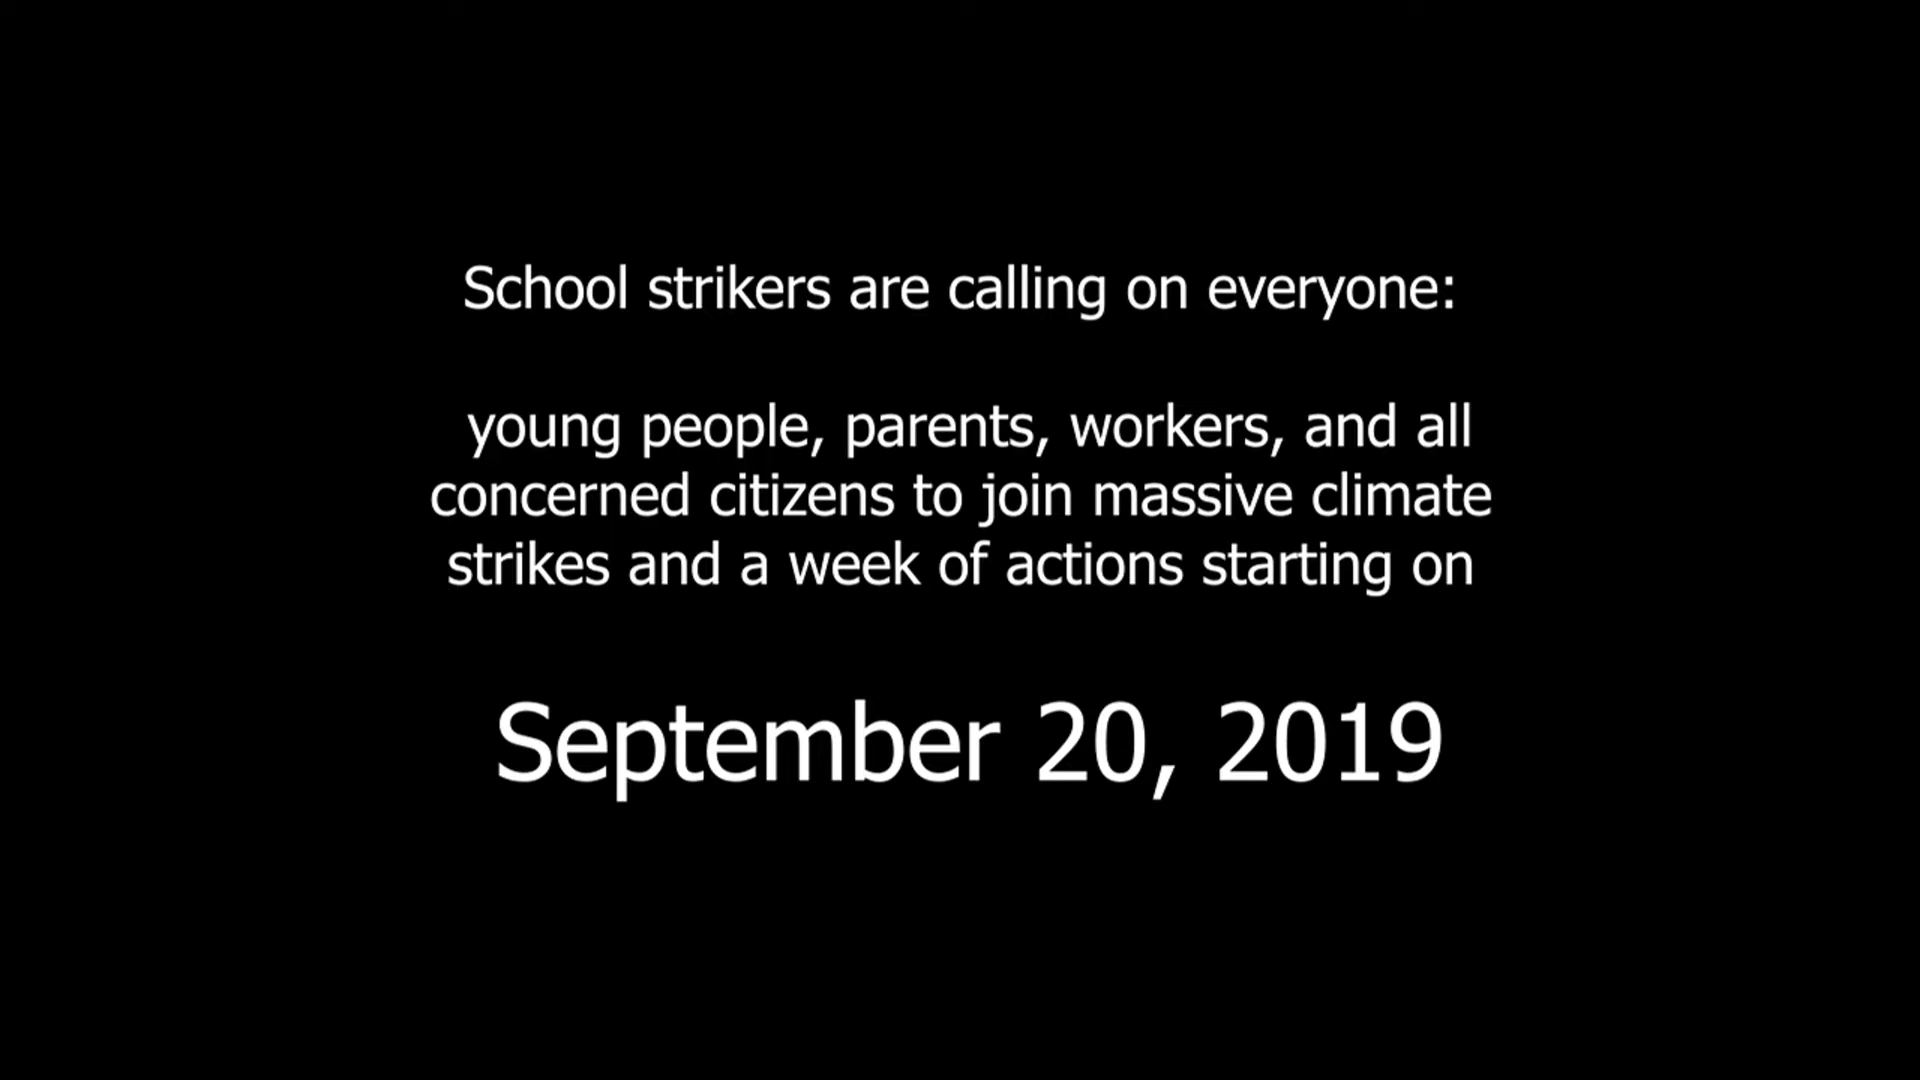 School strikers are calling on everyone:
young people, parents, workers, and all
concerned citizens to join massive climate
strikes and a week of actions starting on
September 20, 2019